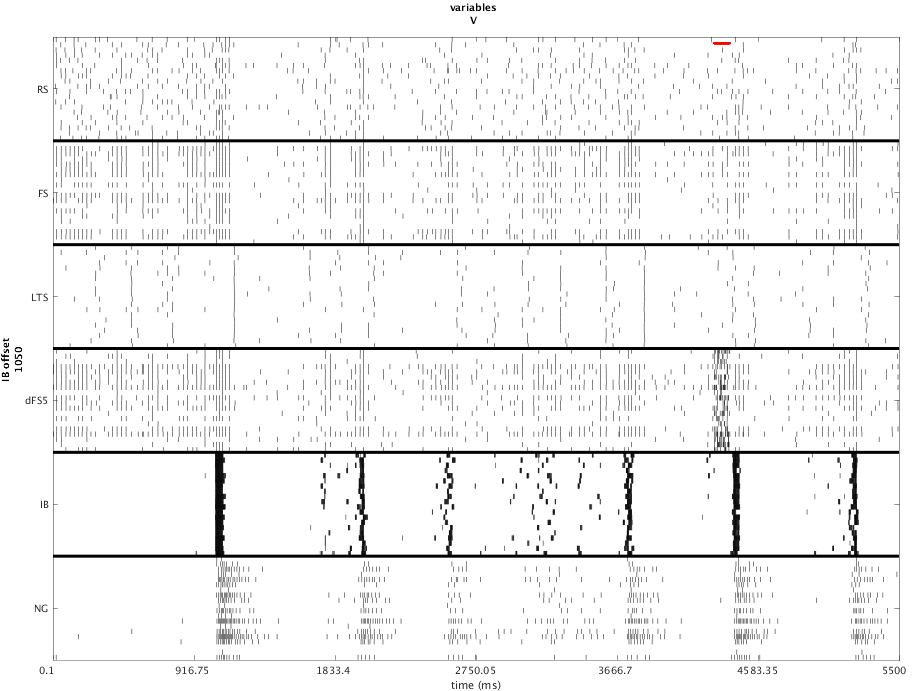 variables
V
RS
FS
LTS
dFS5
IB
NG
IB offset
1050
0.1 916.75 1833.4 2750.05 3666.7 4583.35 5500
time (ms)